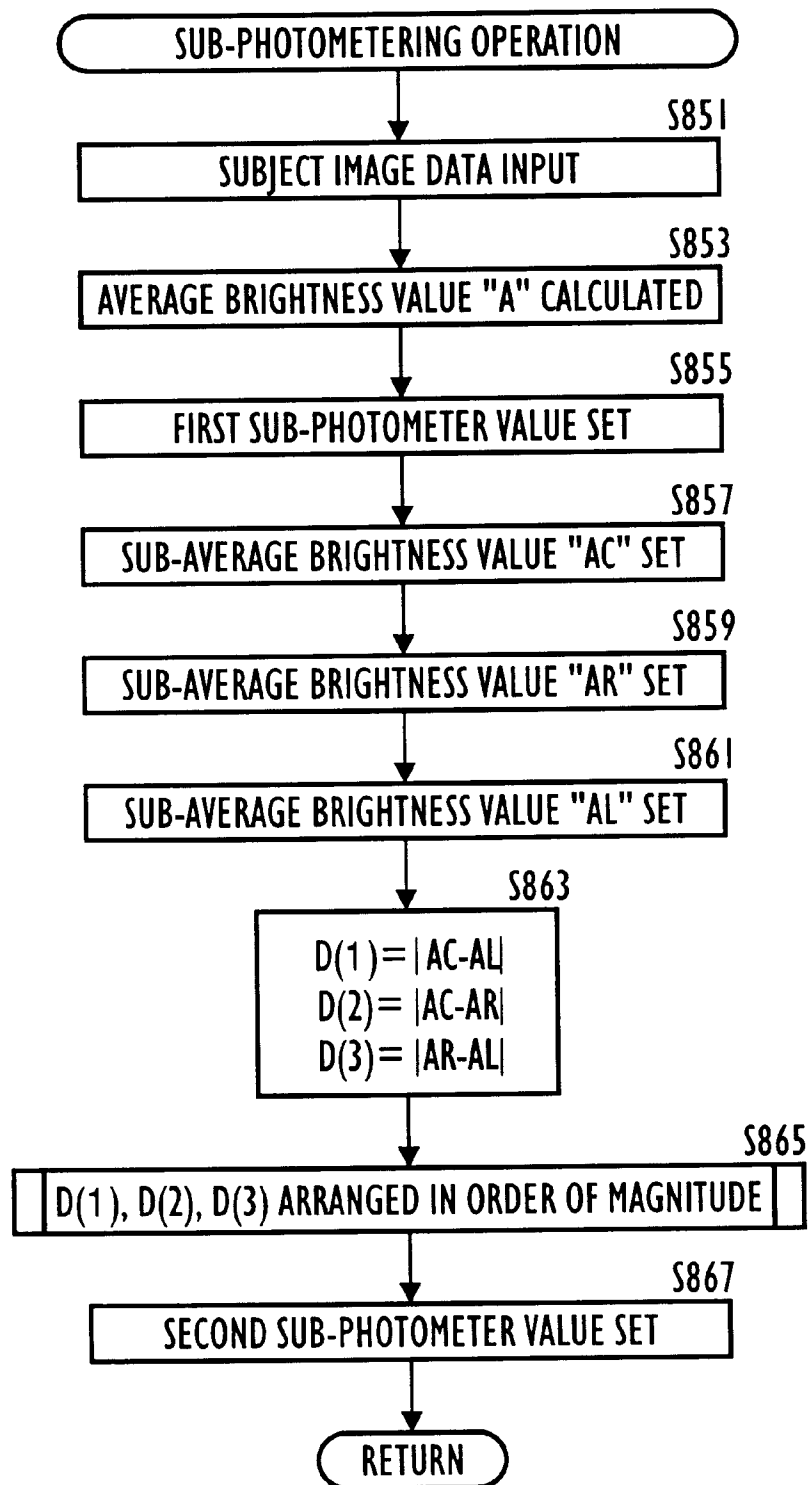 SUB-PHOTOMETERING OPERATION
S851
SUBJECT IMAGE DATA INPUT
S853
AVERAGE BRIGHTNESS VALUE "A" CALCULATED
S855
FIRST SUB-PHOTOMETER VALUE SET
S857
SUB-AVERAGE BRIGHTNESS VALUE "AC" SET
S859
SUB-AVERAGE BRIGHTNESS VALUE "AR" SET
S861
SUB-AVERAGE BRIGHTNESS VALUE "AL" SET
S863
D(1)=|AC-AL|
D(2)=|AC-AR|
D(3)=|AR-AL|
S865
D(1), D(2), D(3) ARRANGED IN ORDER OF MAGNITUDE
S867
SECOND SUB-PHOTOMETER VALUE SET
RETURN